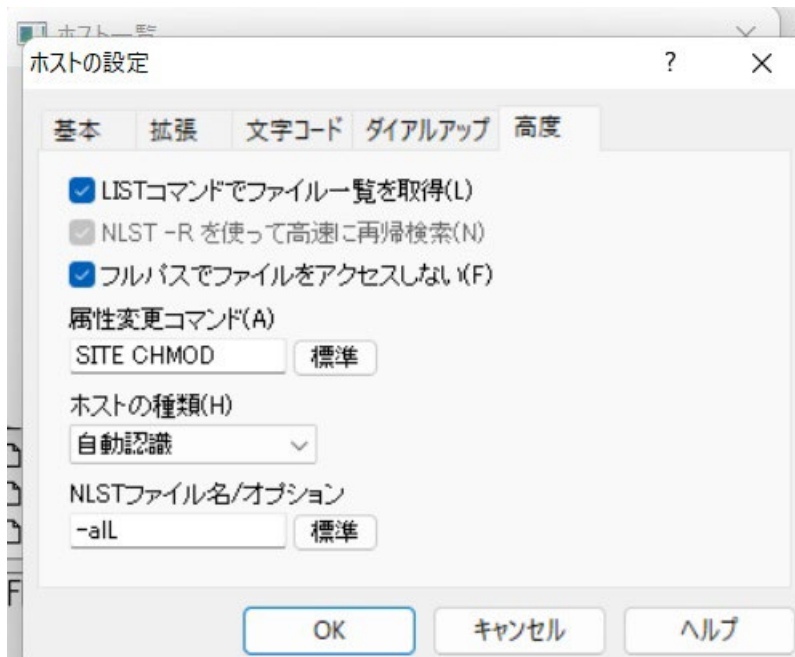 ホスト一覧
ホストの設定
基本 拡張 文字コード ダイアルアップ 高度
LISTコマンドでファイル一覧を取得(L)
NLST -R を使って高速に再帰検索(N)
フルパスでファイルをアクセスしない(F)
属性変更コマンド(A)
SITE CHMOD 標準
ホストの種類(H)
自動認識
NLSTファイル名/オプション
-alL 標準
F
OK キャンセル ヘルプ